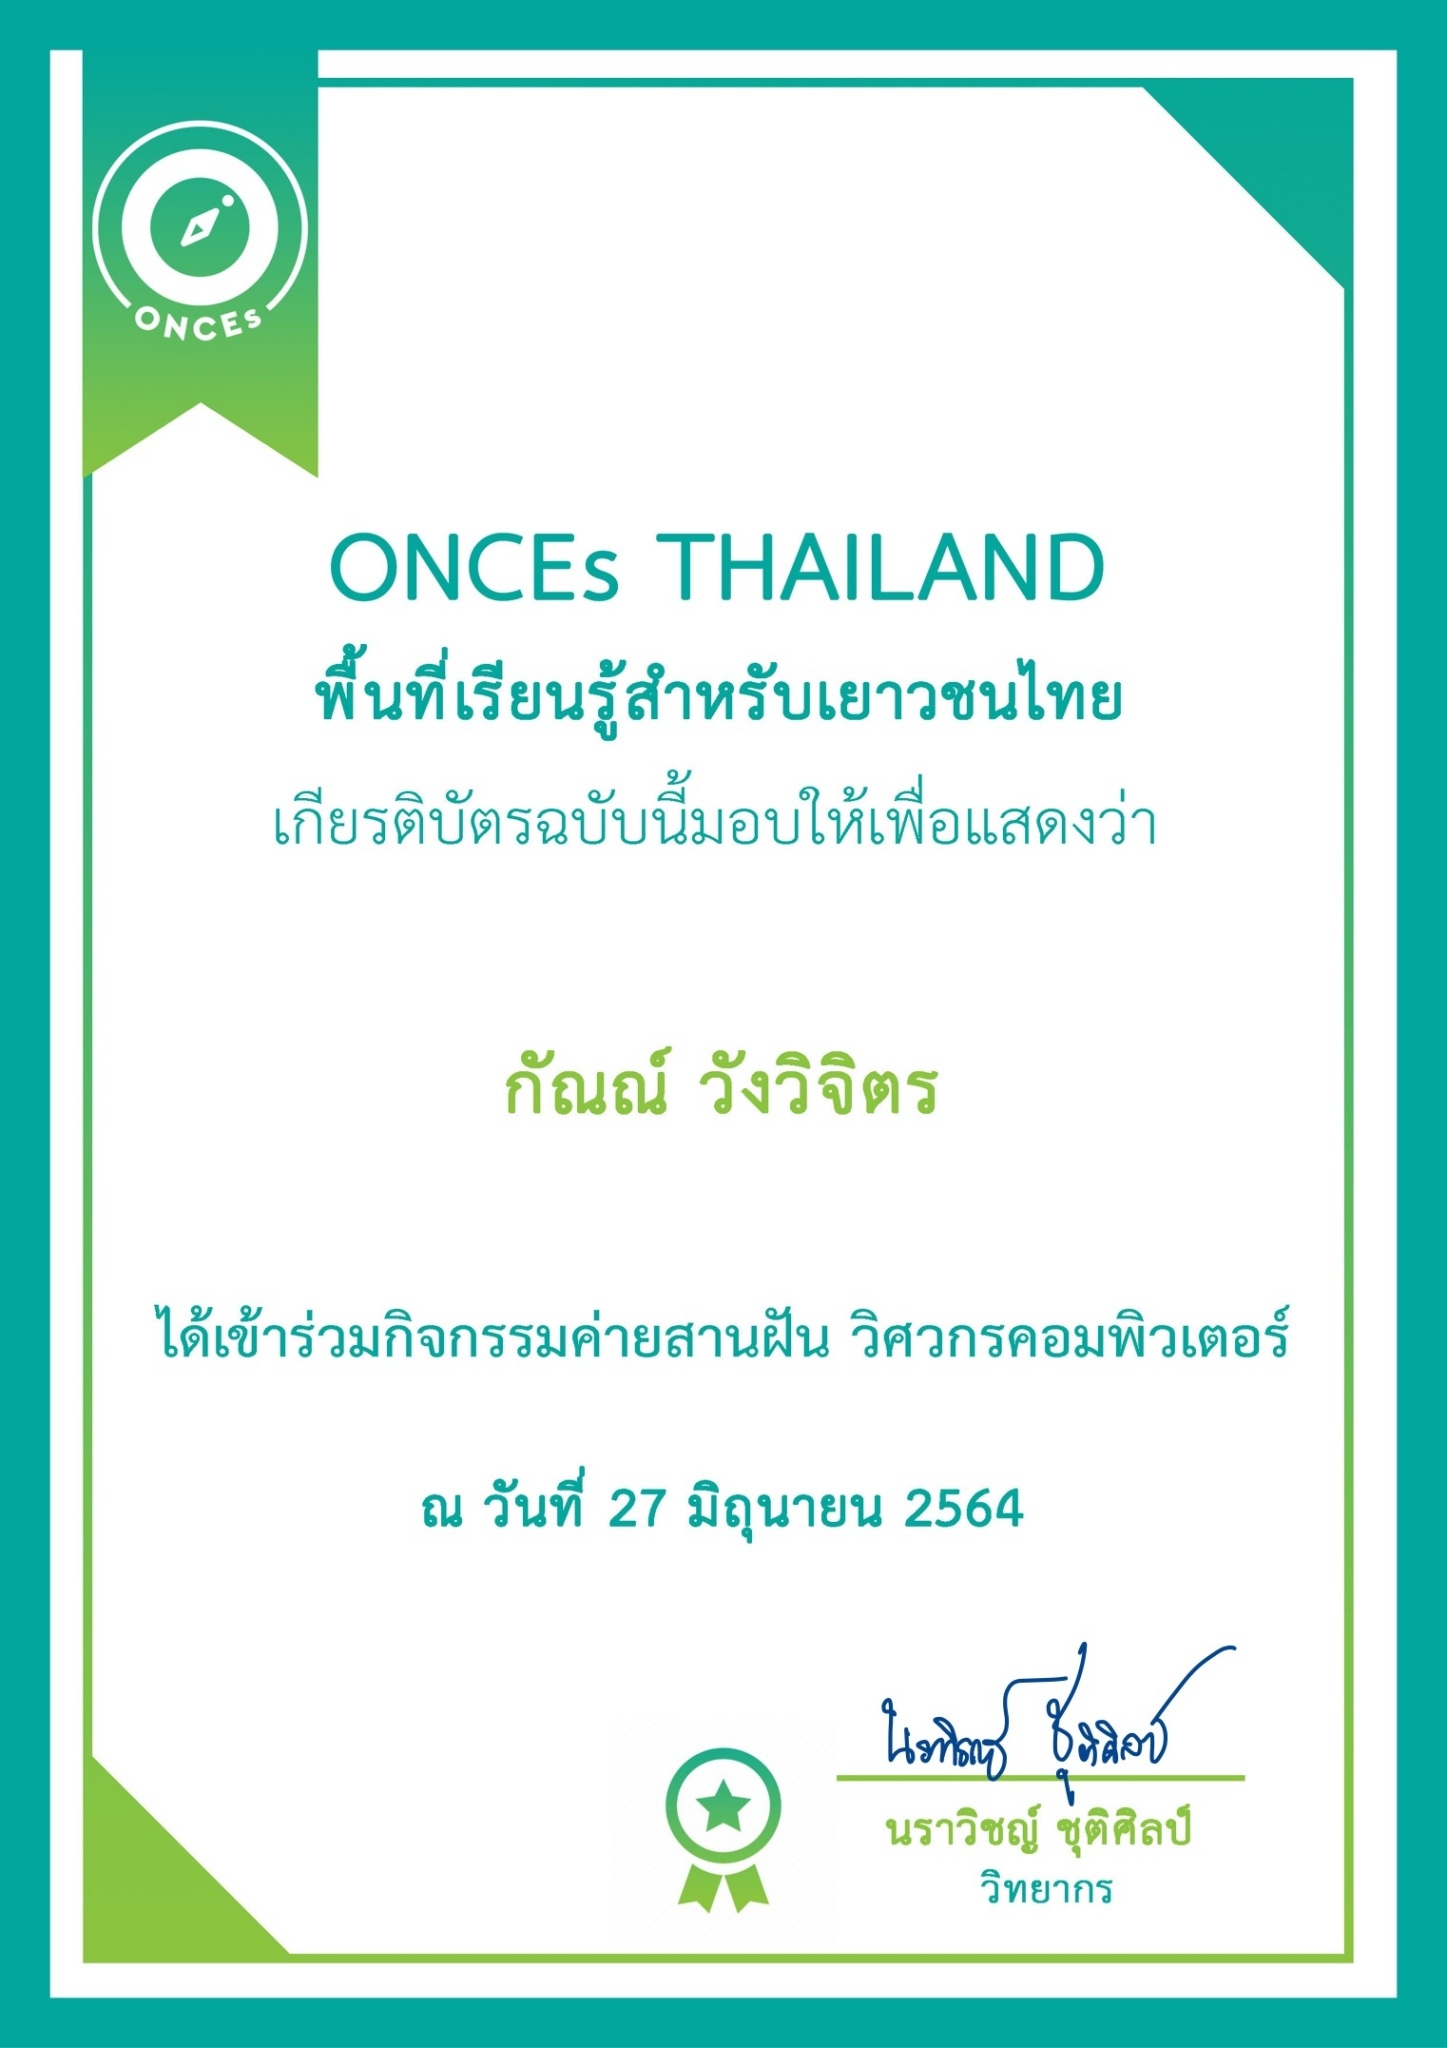 ONCEs
ONCEs THAILAND
พื้นที่เรียนรู้สำหรับเยาวชนไทย
เกียรติบัตรฉบับนี้มอบให้เพื่อแสดงว่า
กัณณ์ วังวิจิตร
ได้เข้าร่วมกิจกรรมค่ายสานฝัน วิศวกรคอมพิวเตอร์
ณ วันที่ 27 มิถุนายน 2564
นราวิชญ์ ชุติศิลป์
วิทยากร